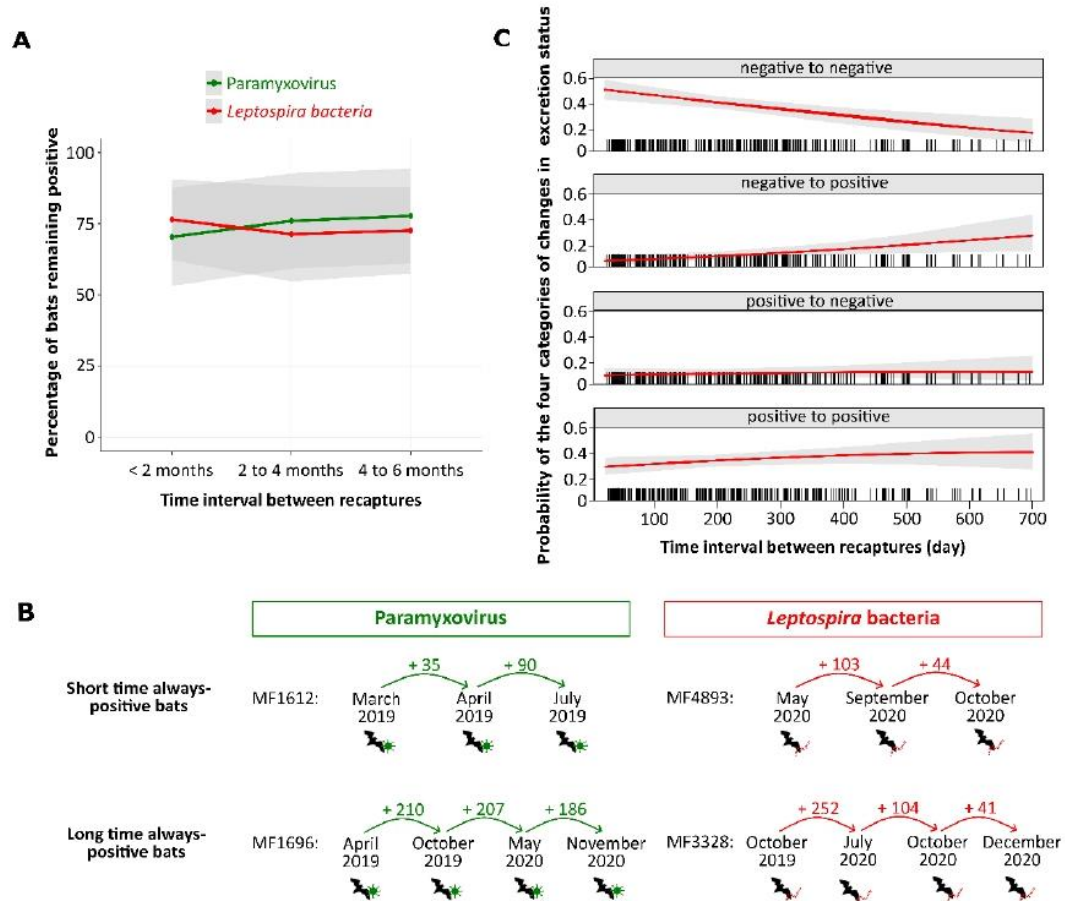 A
Paramyxovirus
Leptospira bacteria
Percentage of bats remaining positive
100
75
50
25
0
< 2 months
2 to 4 months
4 to 6 months
Time interval between recaptures
C
Probability of the four categories of changes in excretion status
negative to negative
0.6
0.4
0.2
0
negative to positive
0.6
0.4
0.2
0
positive to negative
0.6
0.4
0.2
0
positive to positive
0.6
0.4
0.2
0
100 200 300 400 500 600 700
Time interval between recaptures (day)
B
Paramyxovirus
Leptospira bacteria
Short time always-
positive bats
MF1612:
+ 35 + 90
March April July
2019 2019 2019
MF4893:
+ 103 + 44
May September October
2020 2020 2020
Long time always-
positive bats
MF1696:
+ 210 + 207 + 186
April October May November
2019 2019 2020 2020
MF3328:
+ 252 + 104 + 41
October July October December
2019 2020 2020 2020